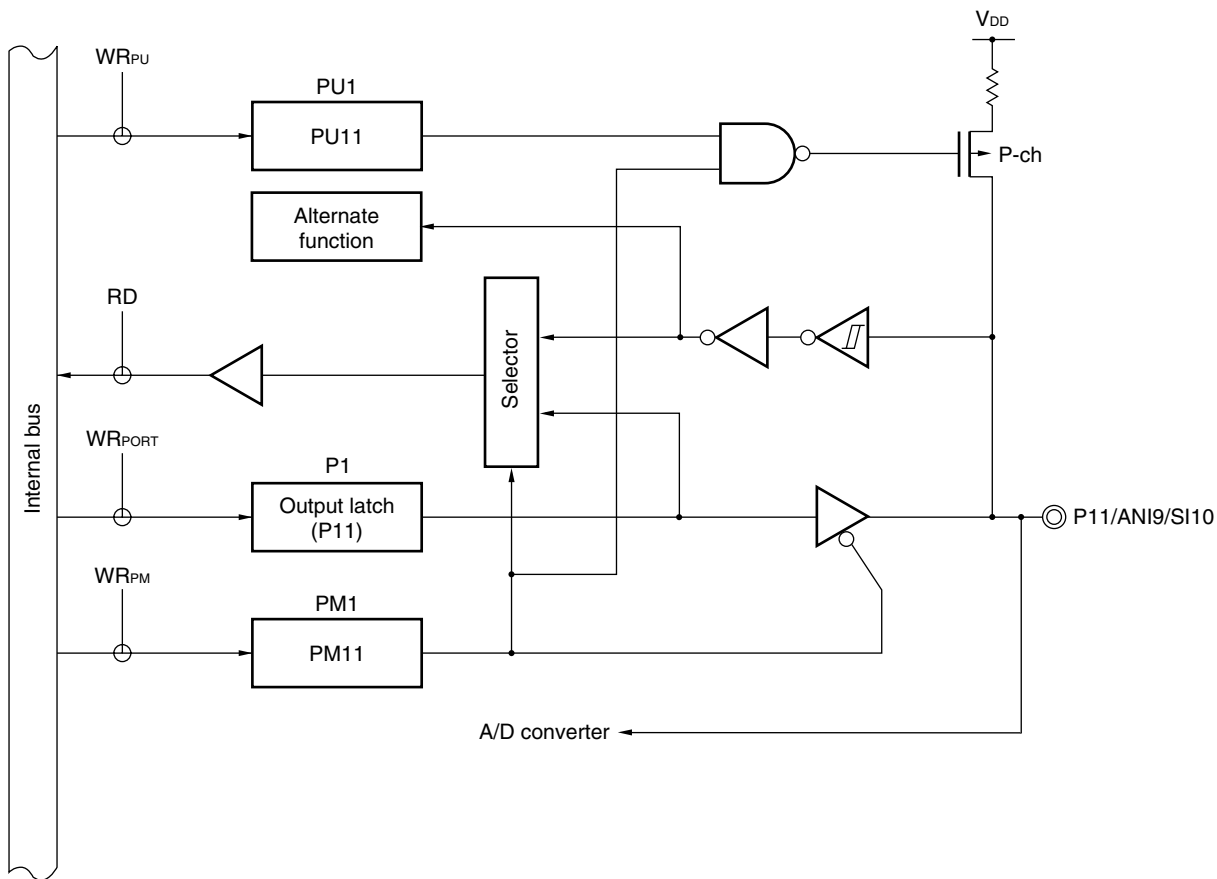 VDD
WRPU
PU1
PU11
P-ch
Alternate
function
RD
Selector
Internal bus
WRPORT
P1
Output latch
(P11)
P11/ANI9/SI10
WRPM
PM1
PM11
A/D converter